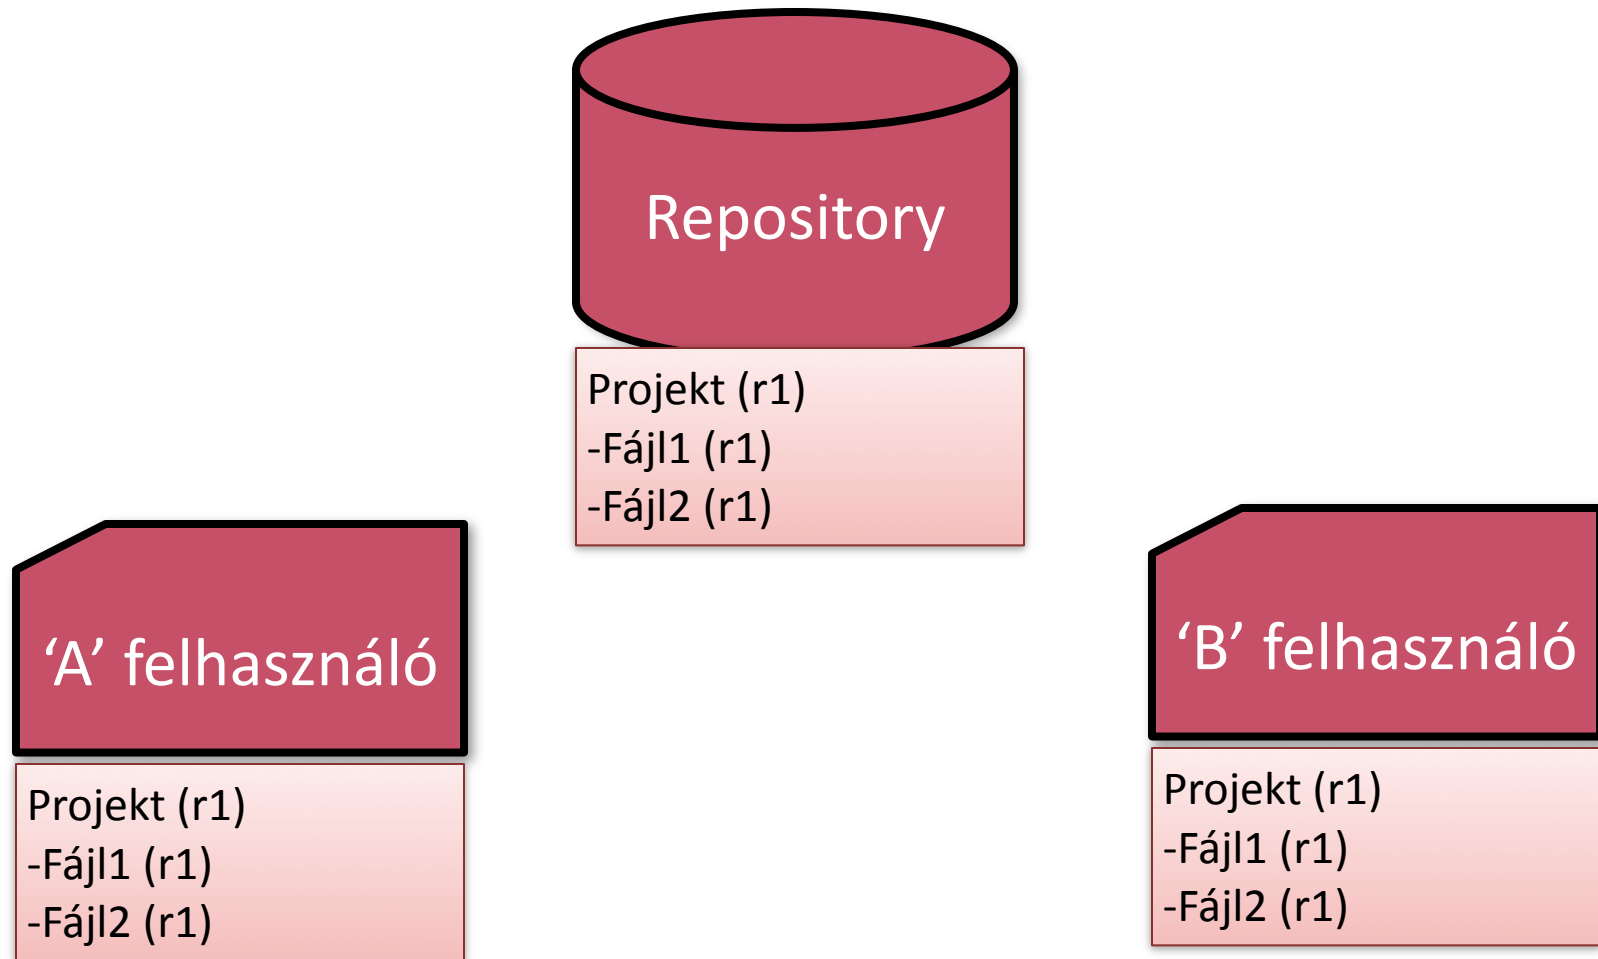 Repository
Projekt (r1)
-Fájl1 (r1)
-Fájl2 (r1)
‘A’ felhasználó
Projekt (r1)
-Fájl1 (r1)
-Fájl2 (r1)
‘B’ felhasználó
Projekt (r1)
-Fájl1 (r1)
-Fájl2 (r1)